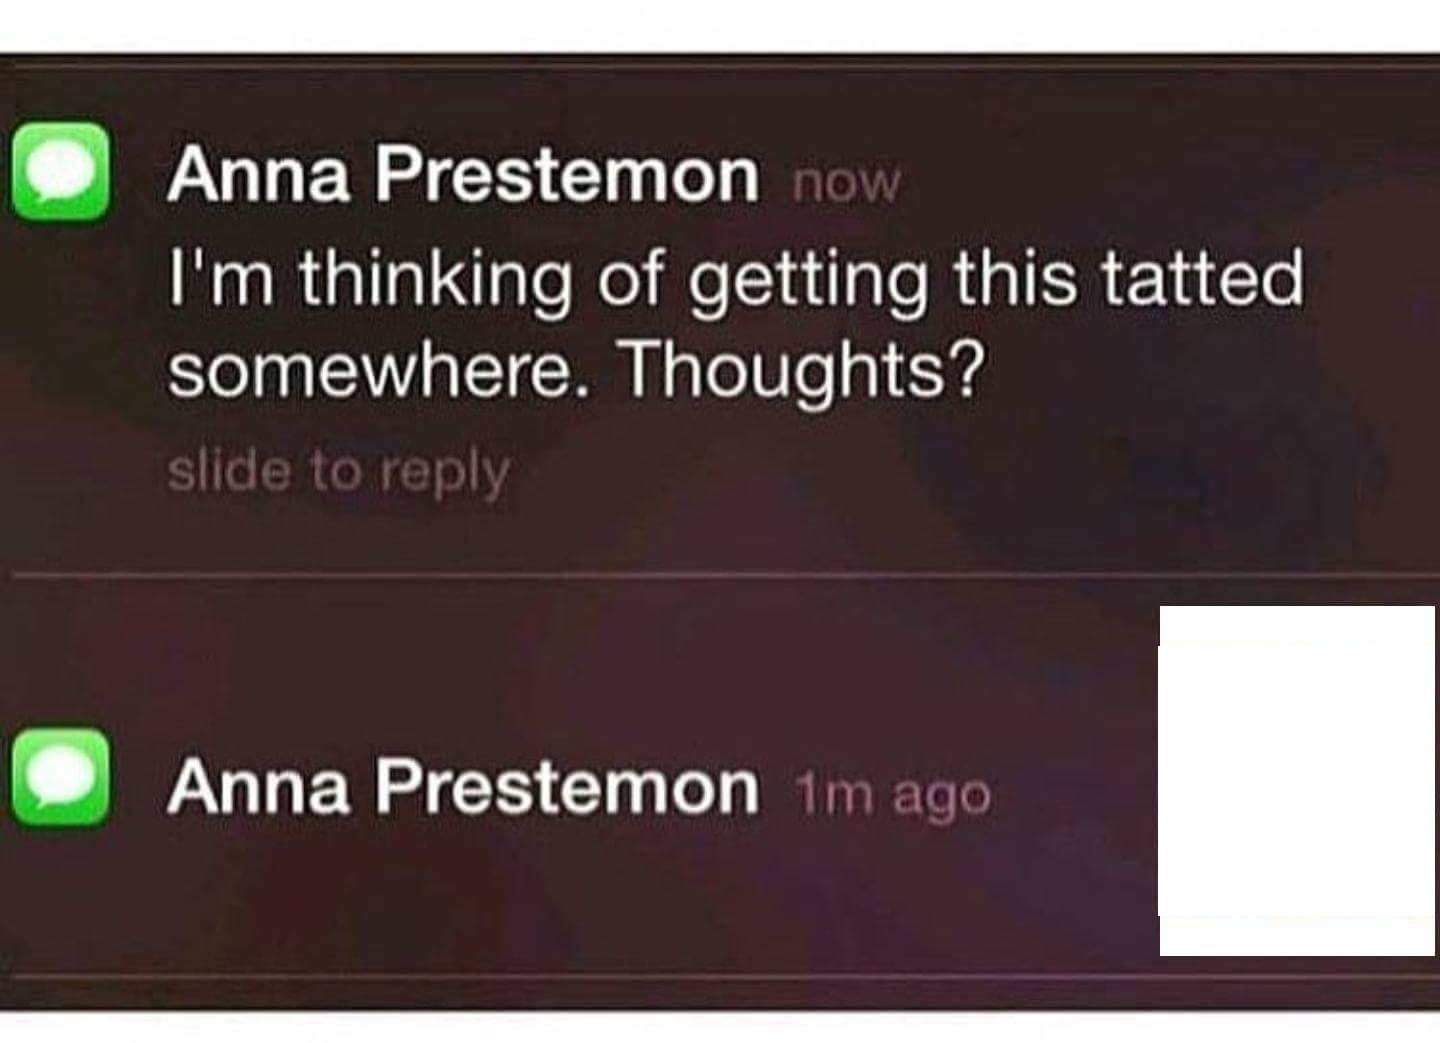 Anna Prestemon now
I'm thinking of getting this tatted
somewhere. Thoughts?
slide to reply
Anna Prestemon 1m ago